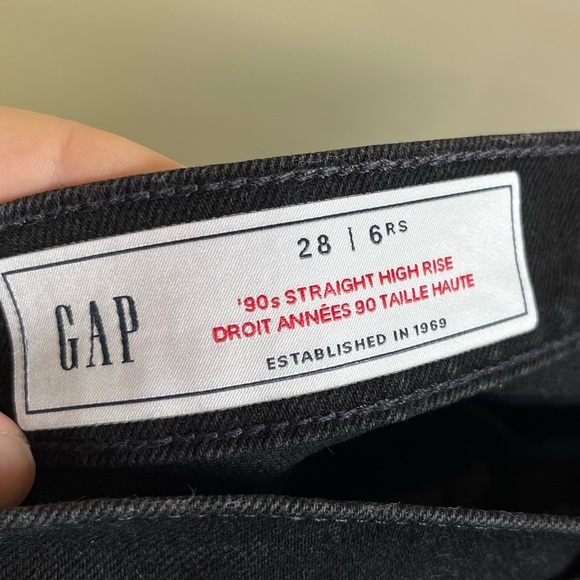 GAP
28 | 6RS
'90s STRAIGHT HIGH RISE
DROIT ANNÉES 90 TAILLE HAUTE
ESTABLISHED IN 1969